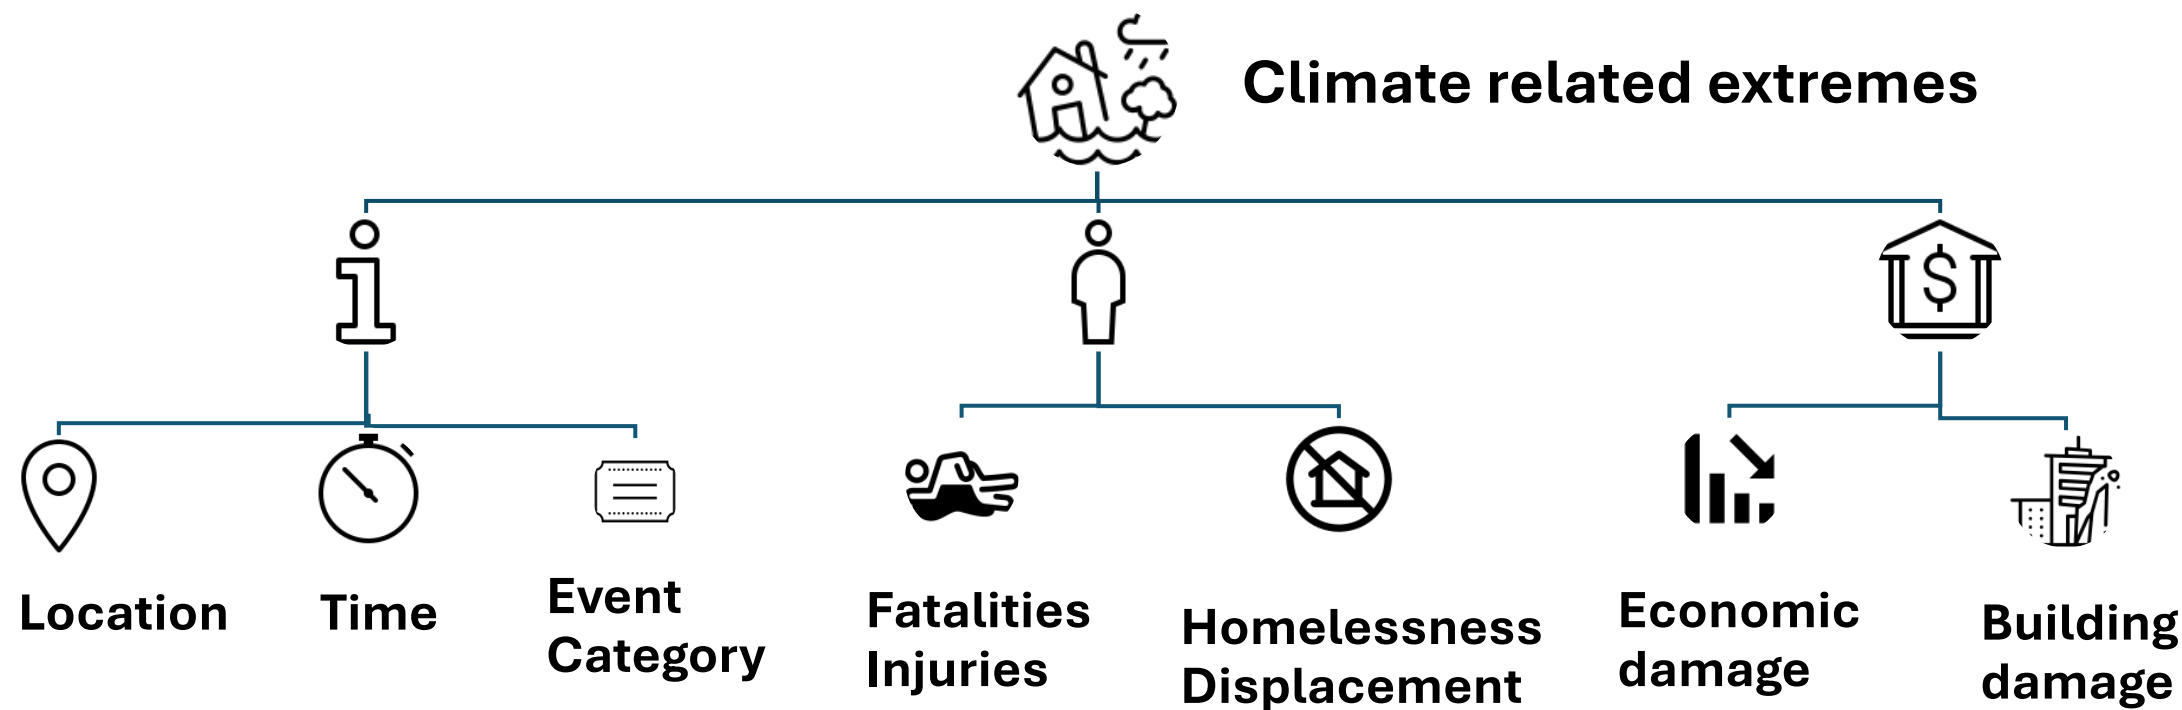 Climate related extremes
Location
Time
Event
Category
Fatalities
Injuries
Homelessness
Displacement
Economic
damage
Building
damage